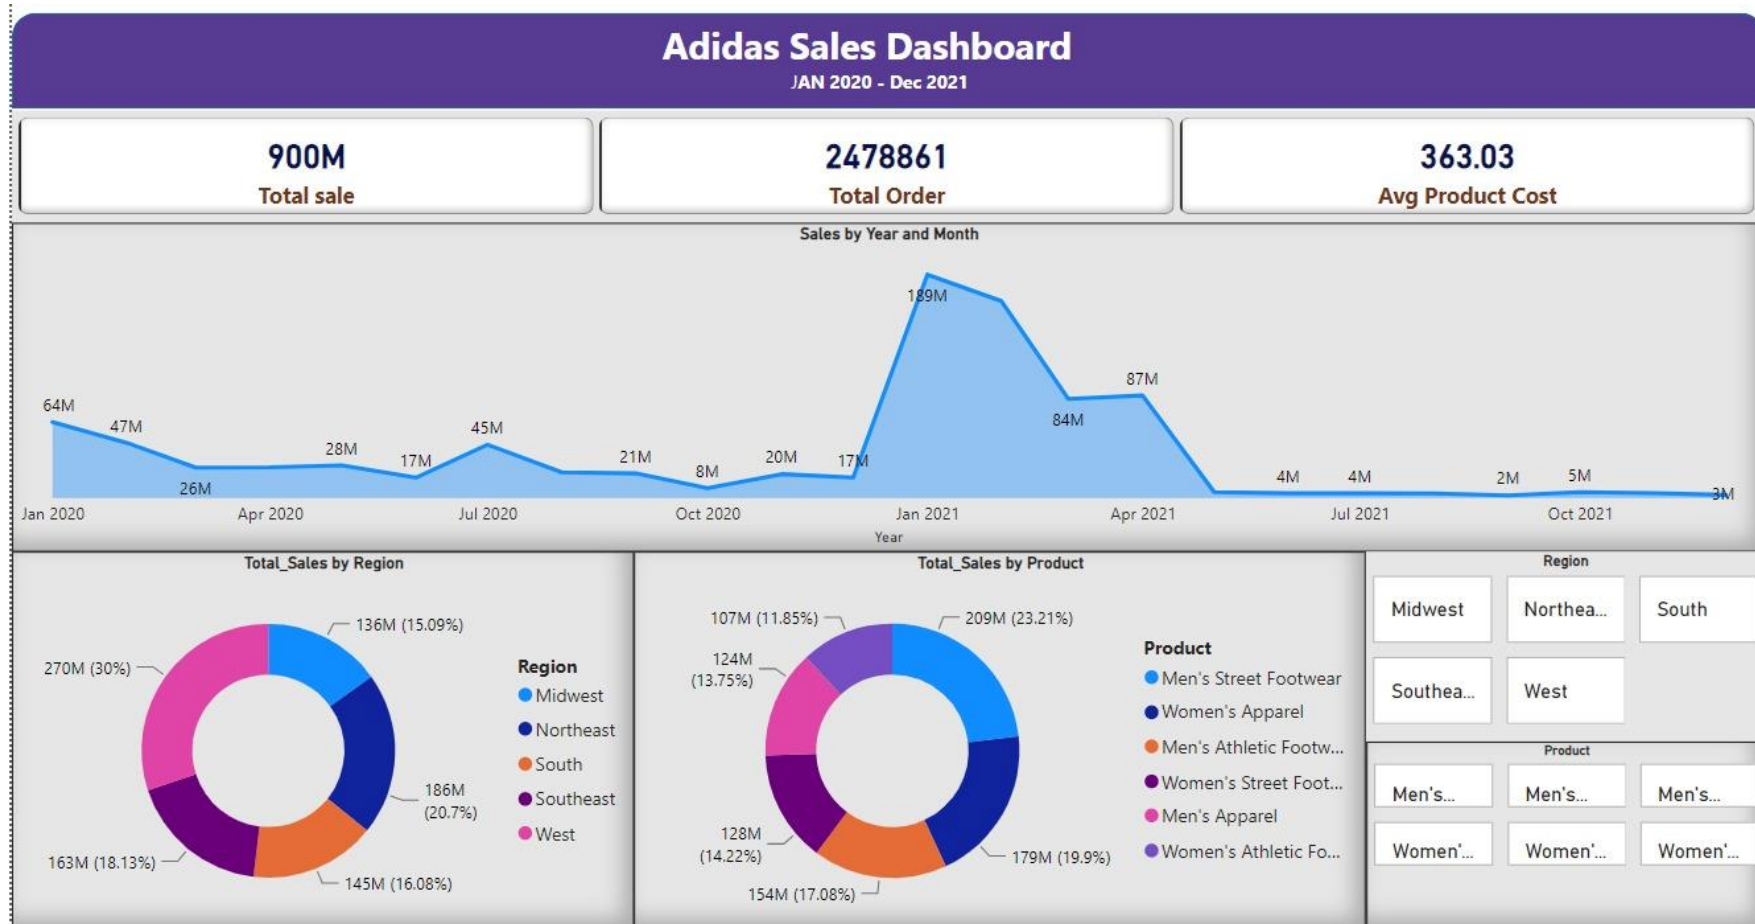 Adidas Sales Dashboard
JAN 2020 - Dec 2021
900M
Total sale
2478861
Total Order
363.03
Avg Product Cost
Sales by Year and Month
64M
47M
26M
28M
17M
45M
21M
8M
20M
17M
189M
84M
87M
4M
4M
2M
5M
3M
Jan 2020
Apr 2020
Jul 2020
Oct 2020
Jan 2021
Apr 2021
Jul 2021
Oct 2021
Year
Total_Sales by Region
136M (15.09%)
186M
(20.7%)
145M (16.08%)
163M (18.13%)
270M (30%)
Region
Midwest
Northeast
South
Southeast
West
Total_Sales by Product
209M (23.21%)
179M (19.9%)
154M (17.08%)
128M
(14.22%)
124M
(13.75%)
107M (11.85%)
Product
Men's Street Footwear
Women's Apparel
Men's Athletic Footw...
Women's Street Foot...
Men's Apparel
Women's Athletic Fo...
Region
Midwest
Northea...
South
Southea...
West
Product
Men's...
Men's...
Men's...
Women'...
Women'...
Women'...